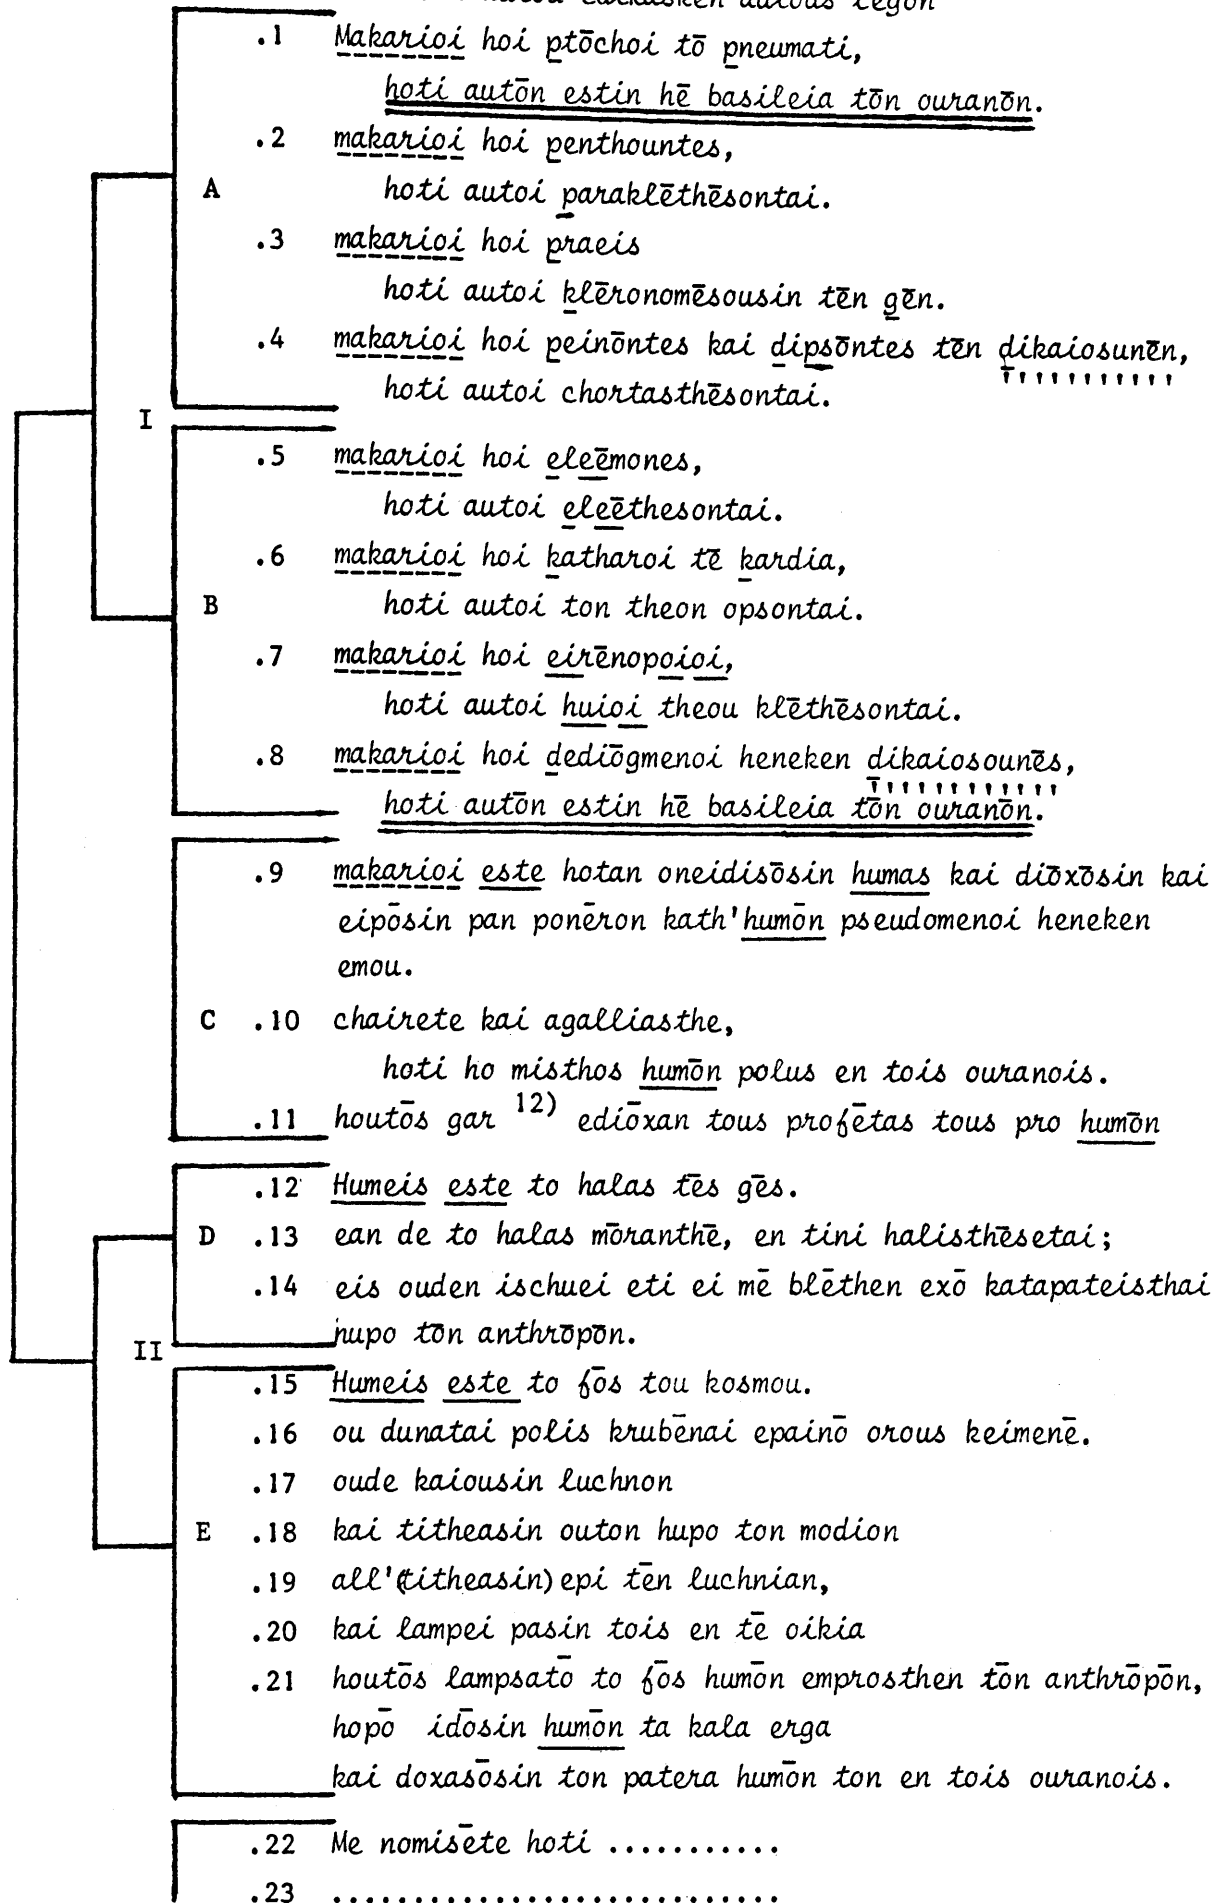 autou edidasken autous legōn
.1 Makarioi hoi ptōchoi tō pneumati,
hoti autōn estin hē basileia tōn ouranōn.
.2 makarioi hoi penthountes,
A hoti autoi paraklēthēsontai.
.3 makarioi hoi praeis
hoti autoi klēronomēsousin tēn gēn.
.4 makarioi hoi peinōntes kai dipsōntes tēn dikaiosunēn,
hoti autoi chortasthēsontai.
I
.5 makarioi hoi eleēmones,
hoti autoi eleēthesontai.
.6 makarioi hoi katharoi tē kardia,
B hoti autoi ton theon opsontai.
.7 makarioi hoi eirēnopoioi,
hoti autoi huioi theou klēthēsontai.
.8 makarioi hoi dediōgmenoi heneken dikaiosounēs,
hoti autōn estin hē basileia tōn ouranōn.
.9 makarioi este hotan oneidisōsin humas kai diōxōsin kai
eipōsin pan ponēron kath'humōn pseudomenoi heneken
emou.
C .10 chairete kai agalliasthe,
hoti ho misthos humōn polus en tois ouranois.
.11 houtōs gar 12) ediōxan tous profētas tous pro humōn
.12 Humeis este to halas tēs gēs.
D .13 ean de to halas mōranthē, en tini halisthēsetai;
.14 eis ouden ischuei eti ei mē blēthen exō katapateisthai
hupo tōn anthrōpōn.
II
.15 Humeis este to fōs tou kosmou.
.16 ou dunatai polis krubēnai epainō orous keimenē.
.17 oude kaiousin luchnon
E .18 kai titheasin outon hupo ton modion
.19 all'(titheasin) epi tēn luchnian,
.20 kai lampei pasin tois en tē oikia
.21 houtōs lampsatō to fōs humōn emprosthen tōn anthrōpōn,
hopō idōsin humōn ta kala erga
kai doxasōsin ton patera humōn ton en tois ouranois.
.22 Me nomisēte hoti ...........
.23 ............................